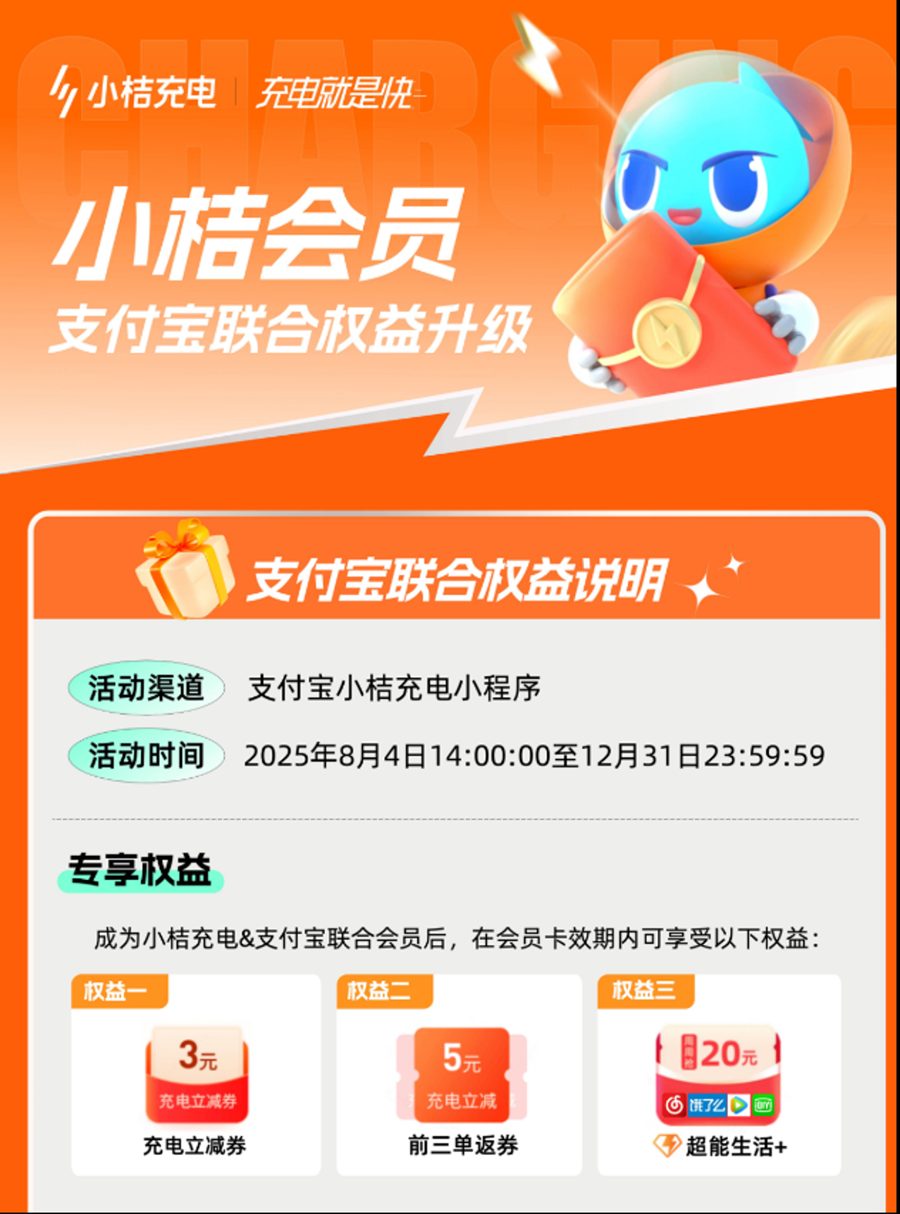 CHARGING
小桔充电 充电就是快
小桔会员
支付宝联合权益升级
支付宝联合权益说明
活动渠道 支付宝小桔充电小程序
活动时间 2025年8月4日14:00:00至12月31日23:59:59
专享权益
成为小桔充电&支付宝联合会员后，在会员卡效期内可享受以下权益：
权益一 权益二 权益三
3元 5元 20元
充电立减券 充电立减 饿了么
充电立减券 前三单返券 超能生活+